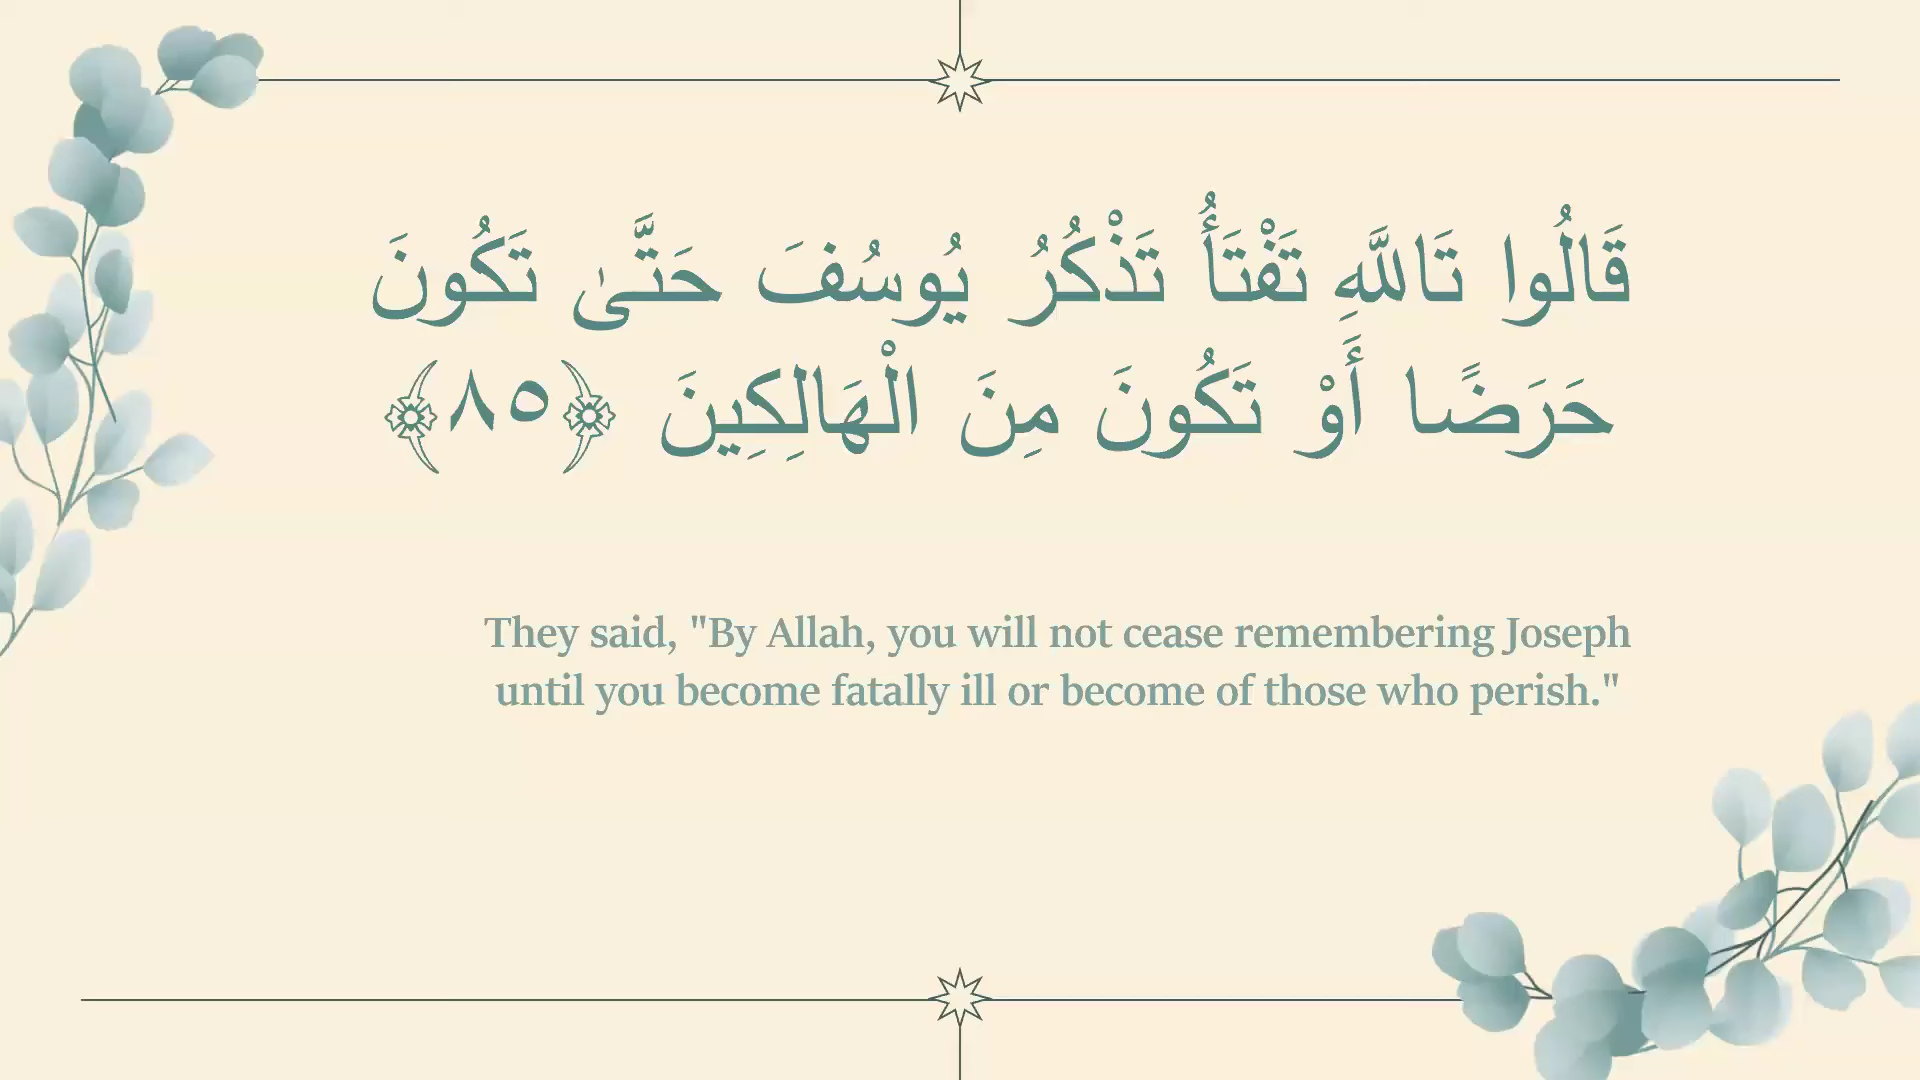 قَالُوا تَاللَّهِ تَفْتَأُ تَذْكُرُ يُوسُفَ حَتَّىٰ تَكُونَ
حَرَضًا أَوْ تَكُونَ مِنَ الْهَالِكِينَ ﴿٨٥﴾
They said, "By Allah, you will not cease remembering Joseph
until you become fatally ill or become of those who perish."